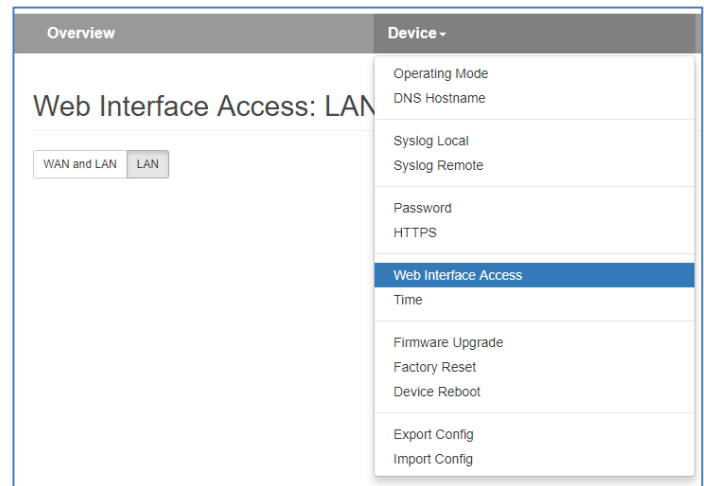 Overview
Device
Web Interface Access: LAN
WAN and LAN
LAN
Operating Mode
DNS Hostname
Syslog Local
Syslog Remote
Password
HTTPS
Web Interface Access
Time
Firmware Upgrade
Factory Reset
Device Reboot
Export Config
Import Config